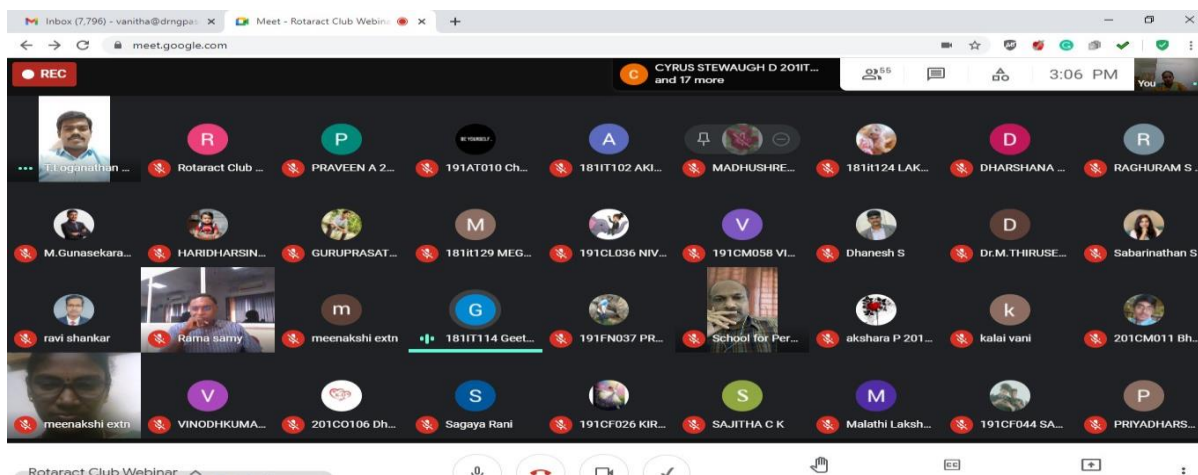 Inbox (7,796) - vanitha@drngpas
Meet - Rotaract Club Webin
meet.google.com
REC
C
CYRUS STEWAUGH D 201IT...
and 17 more
55
3:06 PM
You
R
P
BE YOURSELF.
A
D
R
T.Loganathan ...
Rotaract Club ...
PRAVEEN A 2...
191AT010 Ch...
181IT102 AKI...
MADHUSHRE...
181it124 LAK...
DHARSHANA ...
RAGHURAM S .
M
V
D
M.Gunasekara...
HARIDHARSIN...
GURUPRASAT...
181it129 MEG...
191CL036 NIV...
191CM058 VI...
Dhanesh S
Dr.M.THIRUSE...
Sabarinathan S
m
G
k
ravi shankar
Rama samy
meenakshi extn
181IT114 Geet...
191FN037 PR...
School for Per...
akshara P 201...
kalai vani
201CM011 Bh...
V
S
S
M
P
meenakshi extn
VINODHKUMA...
201CO106 Dh...
Sagaya Rani
191CF026 KIR...
SAJITHA C K
Malathi Laksh...
191CF044 SA...
PRIYADHARS...
Rotaract Club Webinar
CC